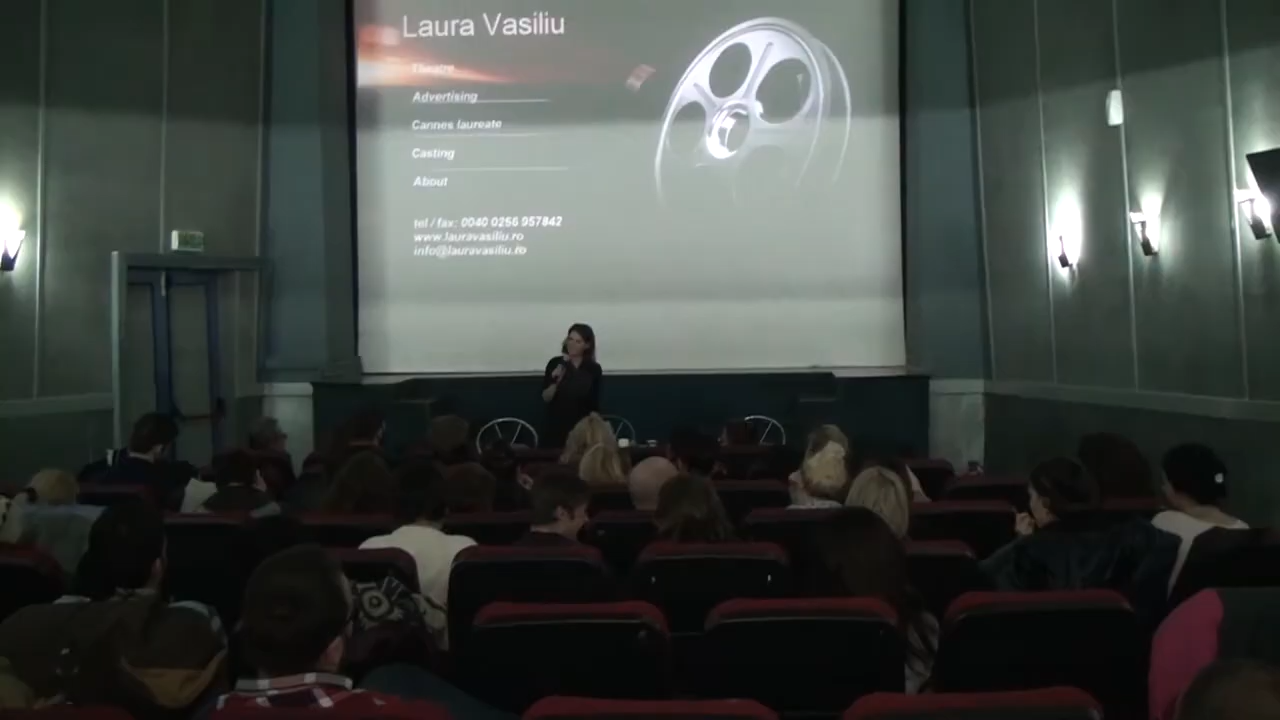 Laura Vasiliu
Theatre
Advertising
Cannes laureate
Casting
About
tel / fax: 0040 0256 957842
www.lauravasiliu.ro
info@lauravasiliu.ro